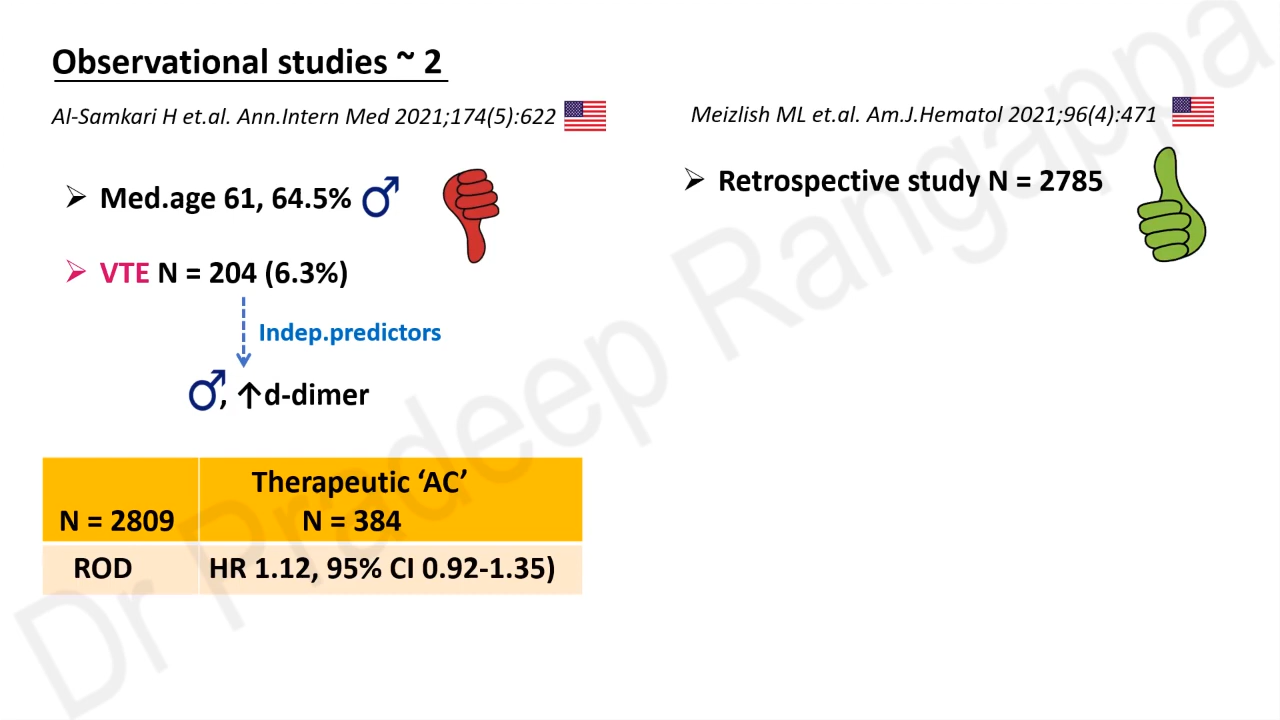 Observational studies ~ 2
Al-Samkari H et.al. Ann.Intern Med 2021;174(5):622
➢ Med.age 61, 64.5% ♂
➢ VTE N = 204 (6.3%)
Indep.predictors
♂, ↑d-dimer
Therapeutic ‘AC’
N = 2809 N = 384
ROD HR 1.12, 95% CI 0.92-1.35)
Meizlish ML et.al. Am.J.Hematol 2021;96(4):471
➢ Retrospective study N = 2785
Dr Pradeep Rangappa